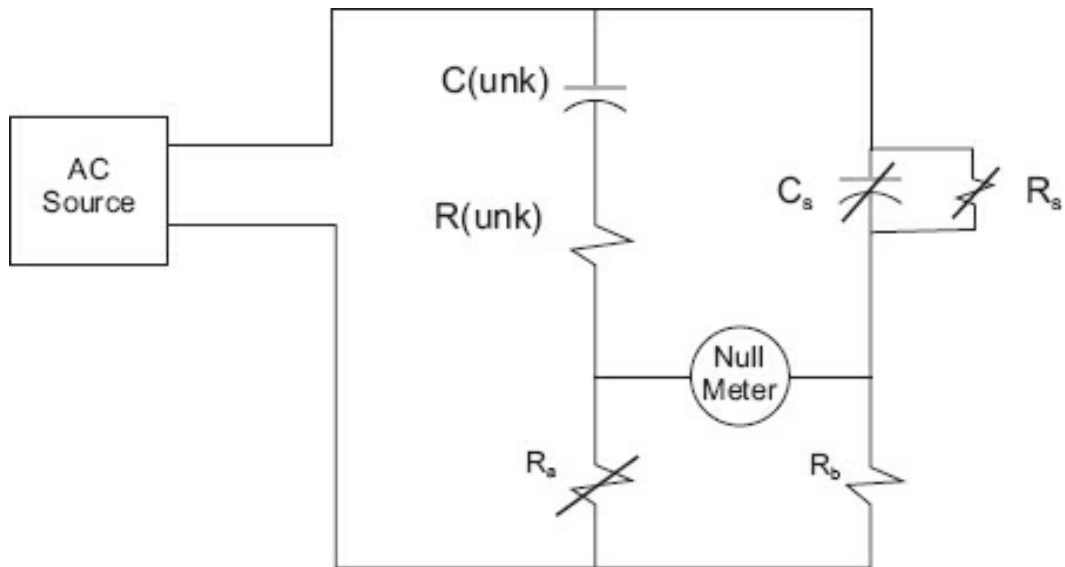 C(unk)
AC
Source
R(unk)
Cs
Rs
Null
Meter
Ra
Rb